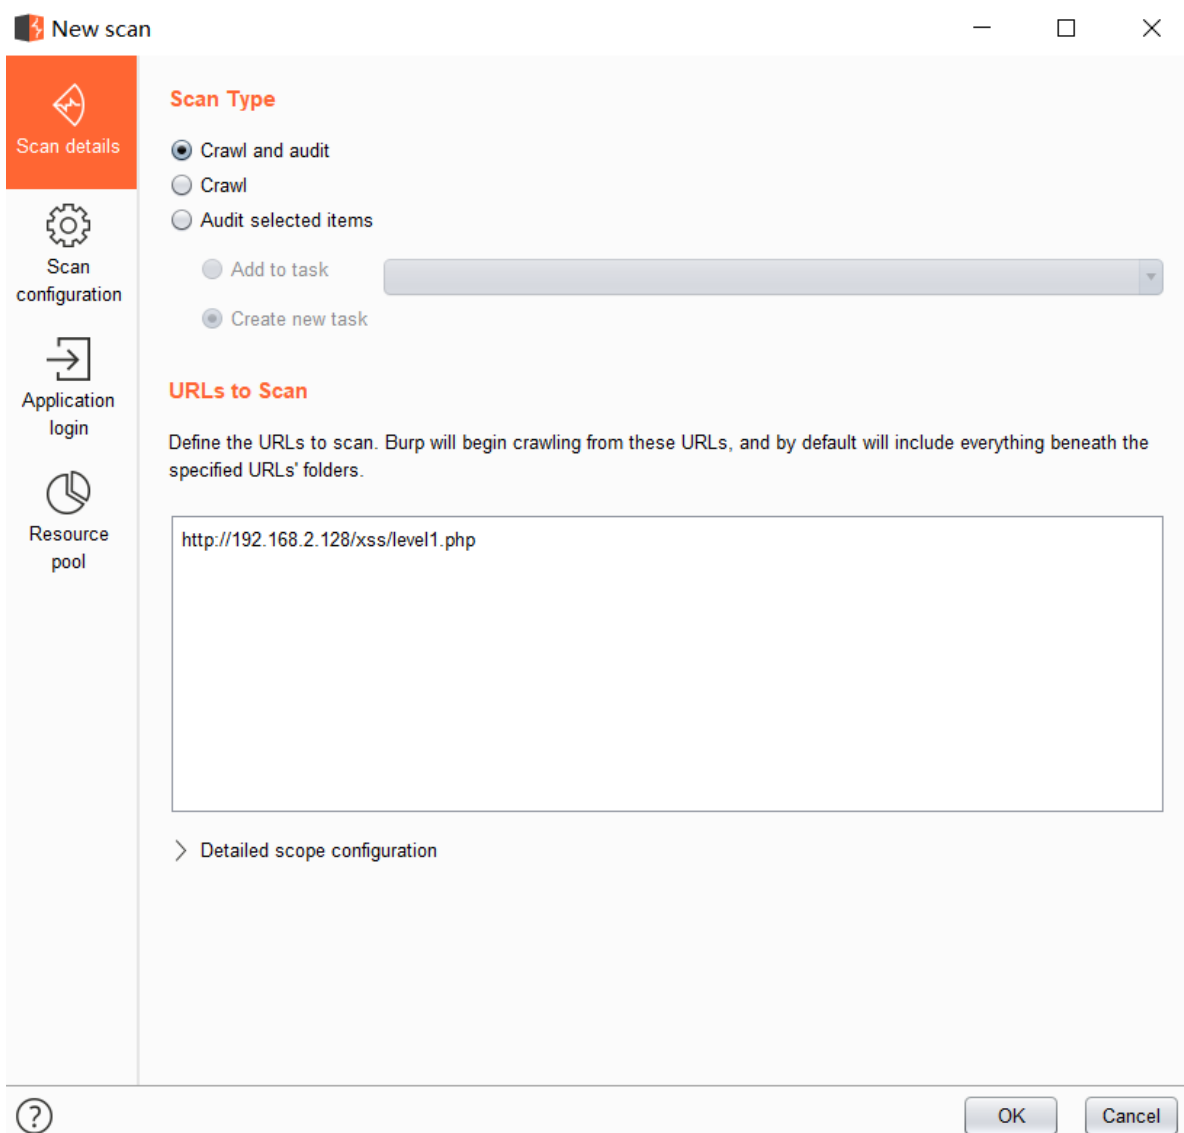 New scan
Scan details
Scan
configuration
Application
login
Resource
pool
Scan Type
Crawl and audit
Crawl
Audit selected items
Add to task
Create new task
URLs to Scan
Define the URLs to scan. Burp will begin crawling from these URLs, and by default will include everything beneath the
specified URLs' folders.
http://192.168.2.128/xss/level1.php
Detailed scope configuration
?
OK
Cancel